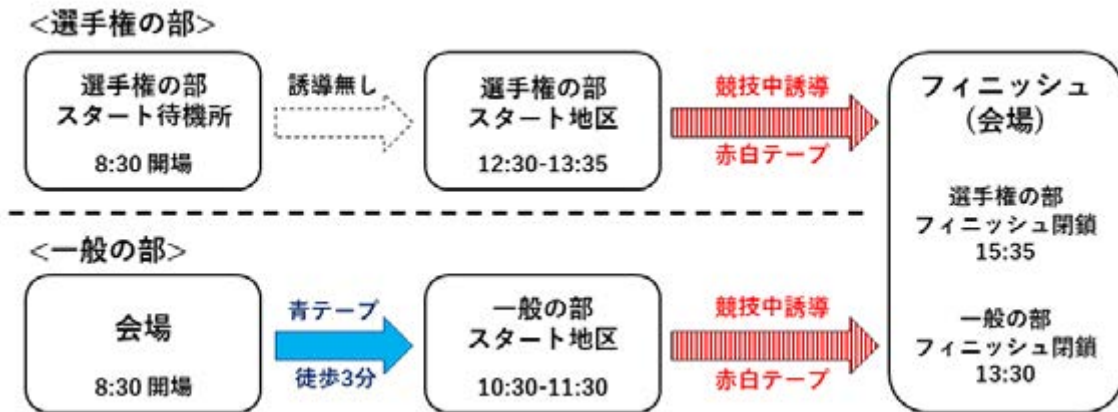 <選手権の部>
選手権の部
スタート待機所
8:30 開場
誘導無し
選手権の部
スタート地区
12:30-13:35
競技中誘導
赤白テープ
フィニッシュ
(会場)
選手権の部
フィニッシュ閉鎖
15:35
一般の部
フィニッシュ閉鎖
13:30
<一般の部>
会場
8:30 開場
青テープ
徒歩3分
一般の部
スタート地区
10:30-11:30
競技中誘導
赤白テープ